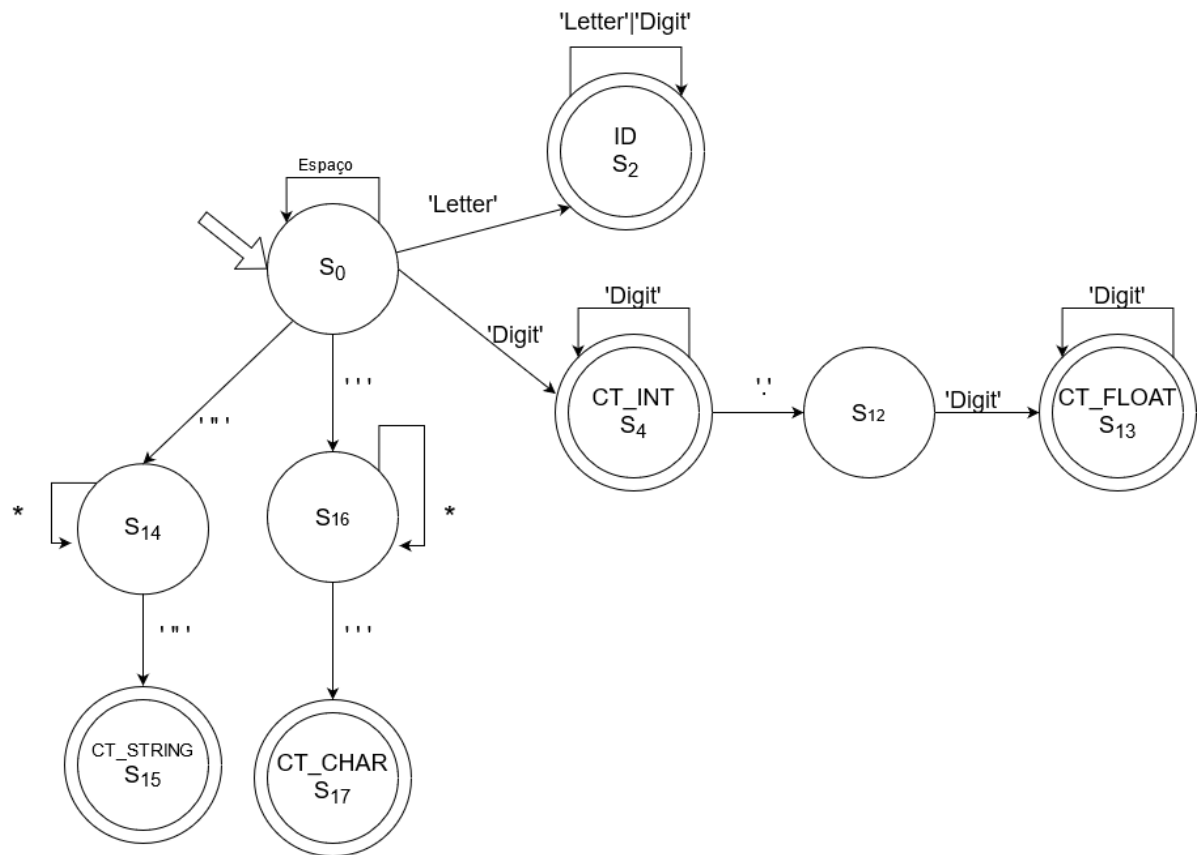 'Letter'|'Digit'
ID
S2
Espaço
'Letter'
S0
'Digit'
'Digit'
'Digit'
CT_INT
S4
'.'
S12
'Digit'
CT_FLOAT
S13
' " '
' ' '
*
S14
S16
*
' " '
' ' '
CT_STRING
S15
CT_CHAR
S17